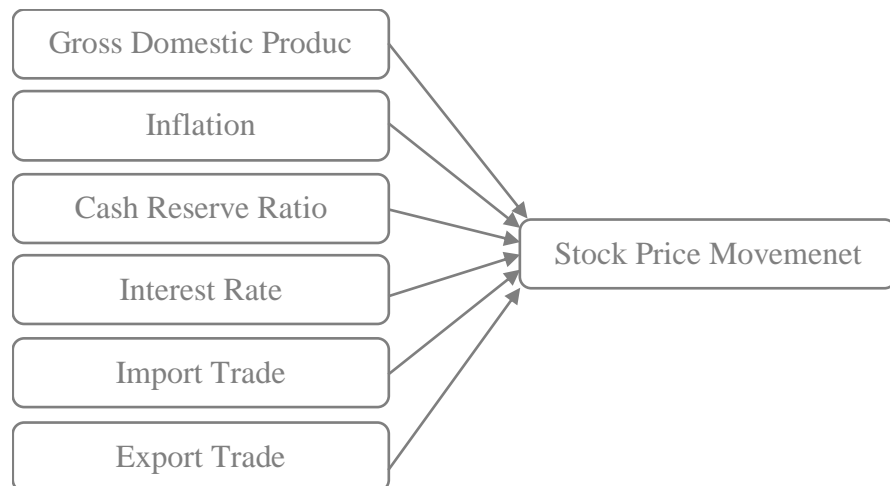 Gross Domestic Produc
Inflation
Cash Reserve Ratio
Interest Rate
Import Trade
Export Trade
Stock Price Movemenet